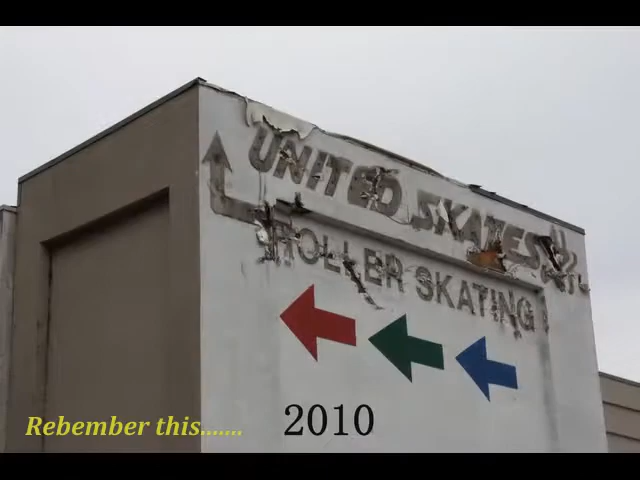 UNITED SKATES
ROLLER SKATING
2010
Rebember this.......